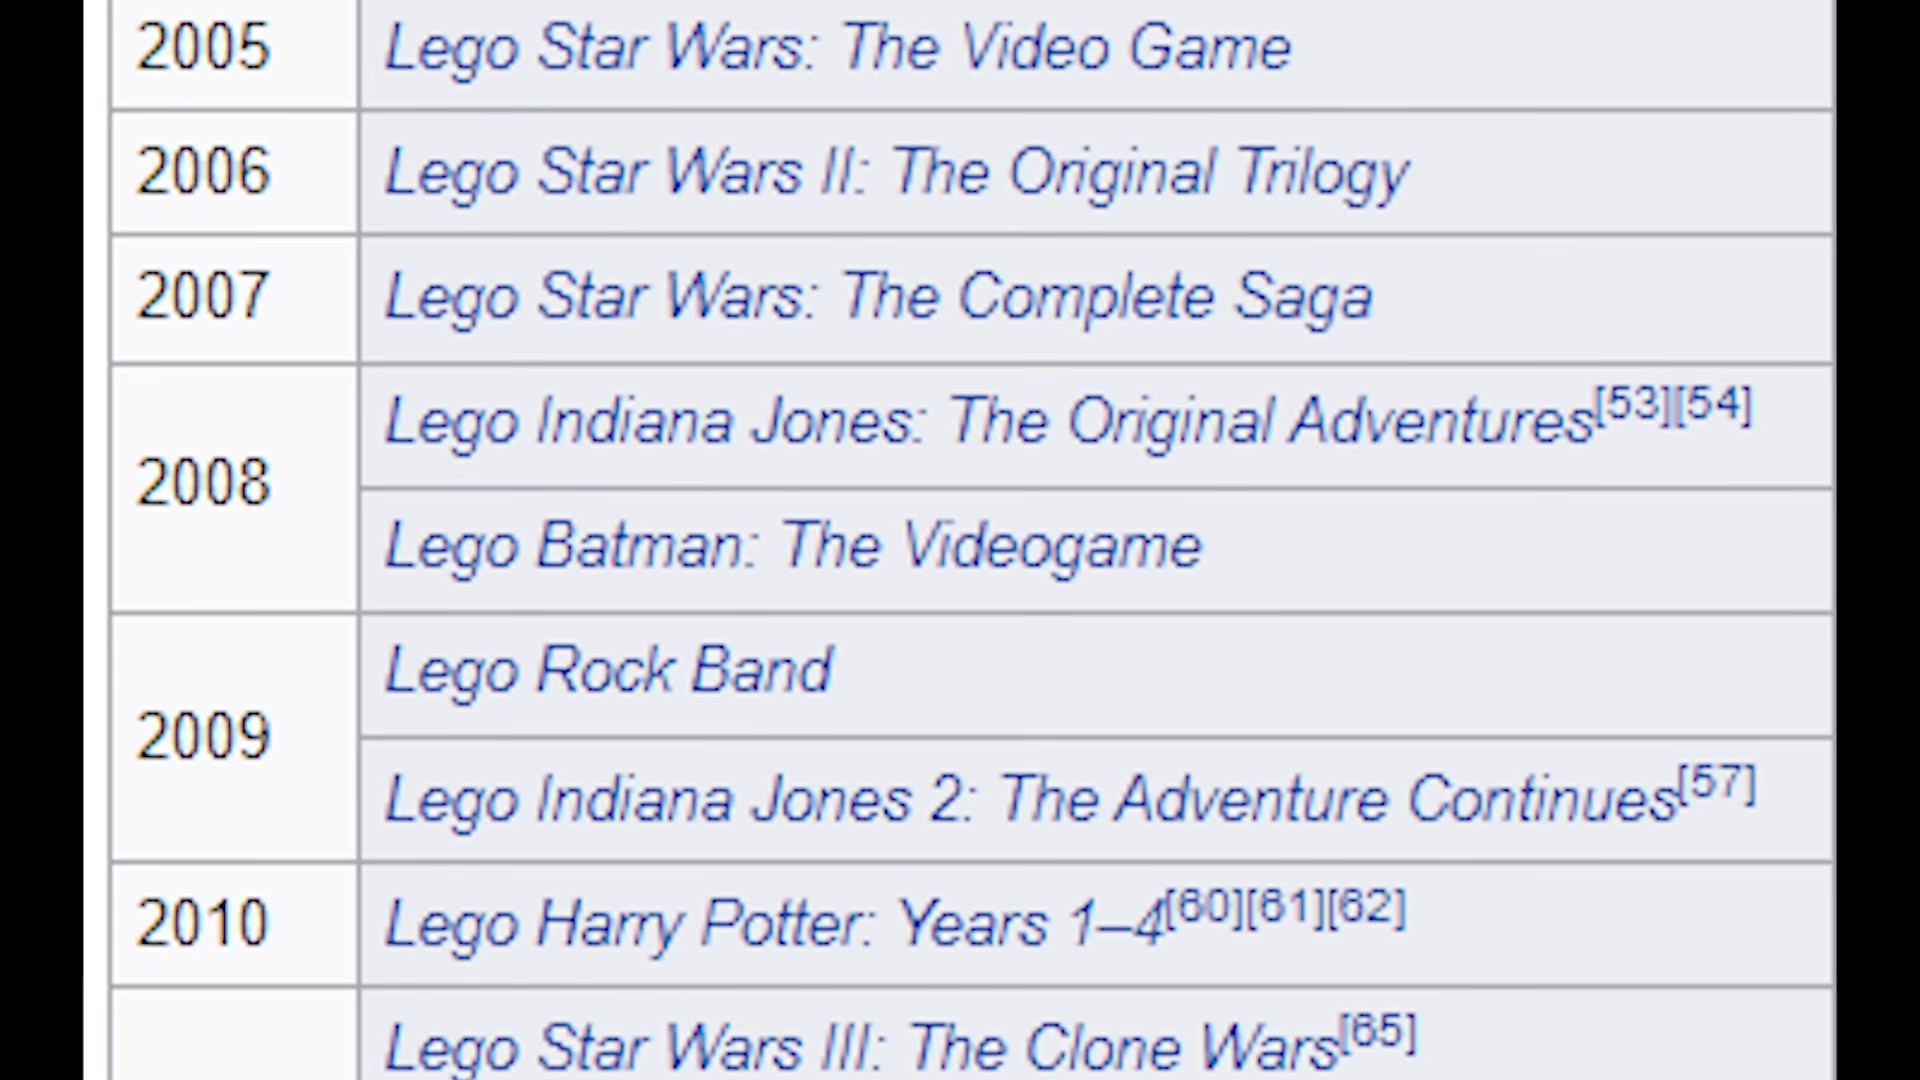 2005 Lego Star Wars: The Video Game
2006 Lego Star Wars II: The Original Trilogy
2007 Lego Star Wars: The Complete Saga
2008 Lego Indiana Jones: The Original Adventures[53][54]
Lego Batman: The Videogame
2009 Lego Rock Band
Lego Indiana Jones 2: The Adventure Continues[57]
2010 Lego Harry Potter: Years 1–4[60][61][62]
Lego Star Wars III: The Clone Wars[65]